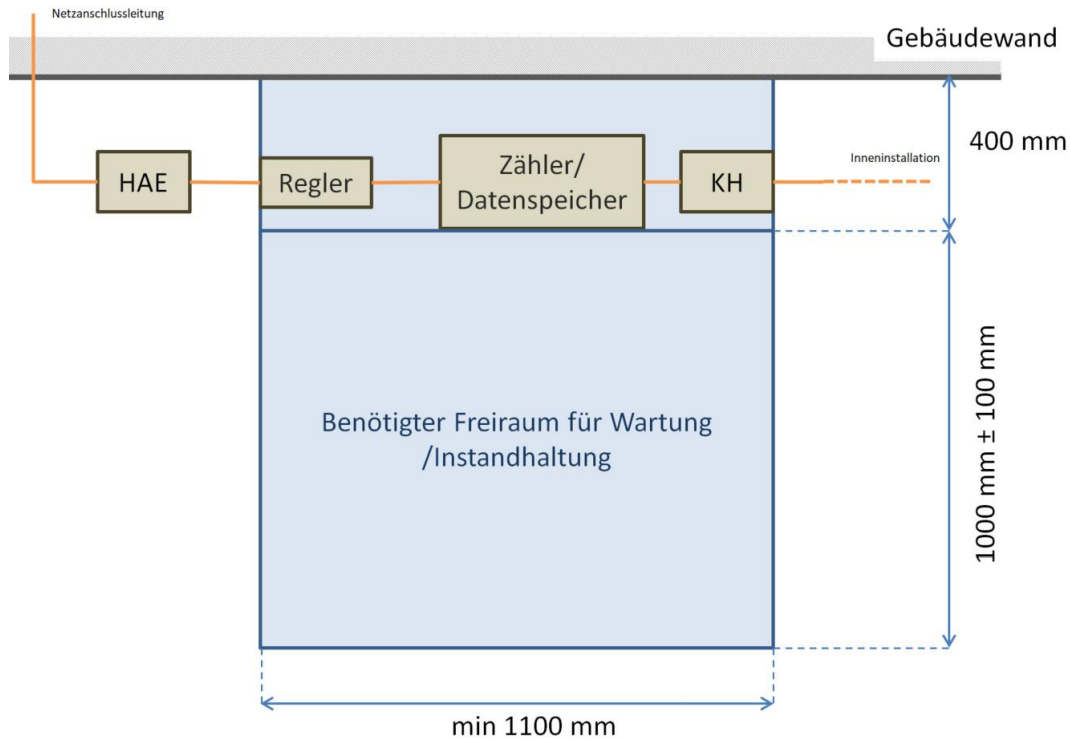 Netzanschlussleitung
Gebäudewand
400 mm
HAE
Regler
Zähler/
Datenspeicher
KH
Inneninstallation
Benötigter Freiraum für Wartung
/Instandhaltung
1000 mm ± 100 mm
min 1100 mm